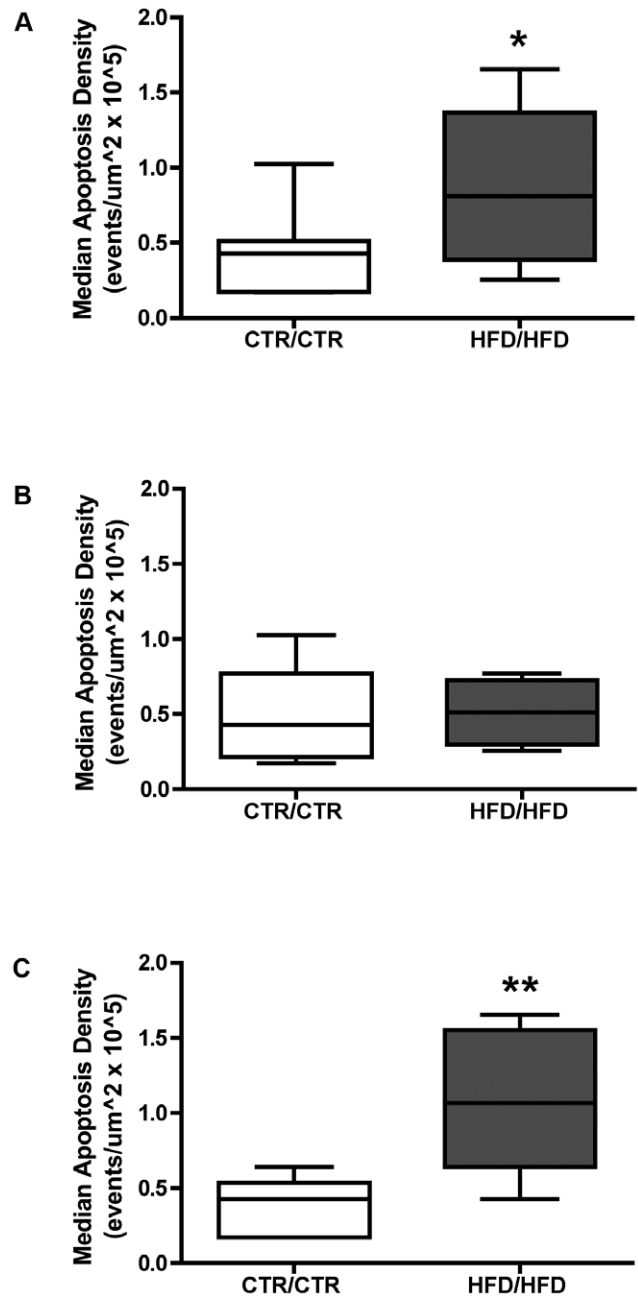 A
Median Apoptosis Density
(events/um^2 x 10^5)
2.0
*
1.5
1.0
0.5
0.0
CTR/CTR HFD/HFD
B
Median Apoptosis Density
(events/um^2 x 10^5)
2.0
1.5
1.0
0.5
0.0
CTR/CTR HFD/HFD
C
Median Apoptosis Density
(events/um^2 x 10^5)
2.0
**
1.5
1.0
0.5
0.0
CTR/CTR HFD/HFD